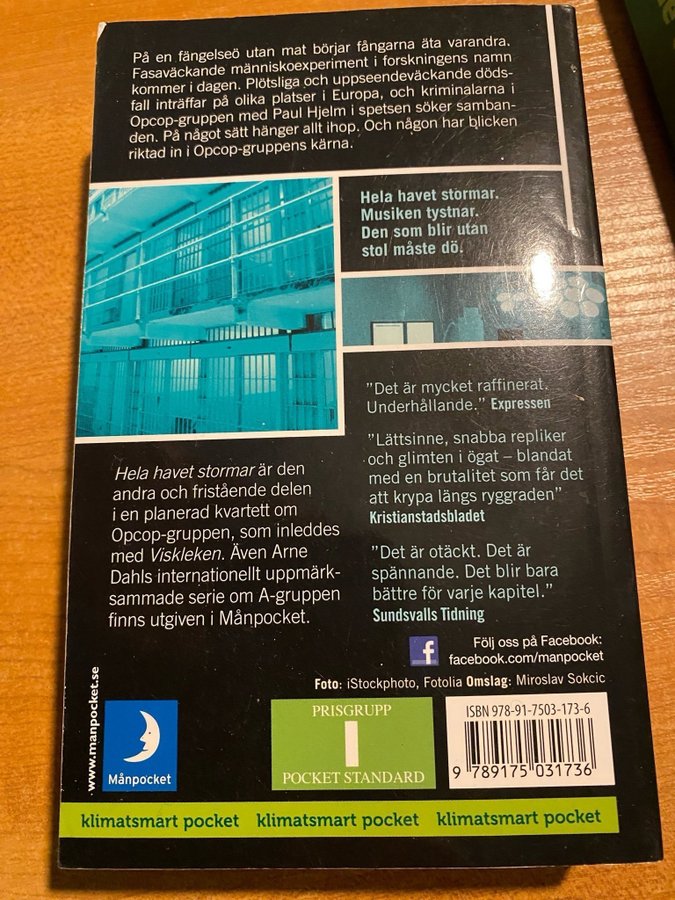 På en fängelseö utan mat börjar fångarna äta varandra.
Fasaväckande människoexperiment i forskningens namn
kommer i dagen. Plötsliga och uppseendeväckande döds-
fall inträffar på olika platser i Europa, och kriminalarna i
Opcop-gruppen med Paul Hjelm i spetsen söker samban-
den. På något sätt hänger allt ihop. Och någon har blicken
riktad in i Opcop-gruppens kärna.
Hela havet stormar.
Musiken tystnar.
Den som blir utan
stol måste dö.
”Det är mycket raffinerat.
Underhållande.” Expressen
”Lättsinne, snabba repliker
och glimten i ögat – blandat
med en brutalitet som får det
att krypa längs ryggraden”
Kristianstadsbladet
”Det är otäckt. Det är
spännande. Det blir bara
bättre för varje kapitel.”
Sundsvalls Tidning
Hela havet stormar är den
andra och fristående delen
i en planerad kvartett om
Opcop-gruppen, som inleddes
med Viskleken. Även Arne
Dahls internationellt uppmärk-
sammade serie om A-gruppen
finns utgiven i Månpocket.
f
Följ oss på Facebook:
facebook.com/manpocket
Foto: iStockphoto, Fotolia Omslag: Miroslav Sokcic
www.manpocket.se
Månpocket
PRISGRUPP
I
POCKET STANDARD
ISBN 978-91-7503-173-6
9 789175 031736
klimatsmart pocket klimatsmart pocket klimatsmart pocket